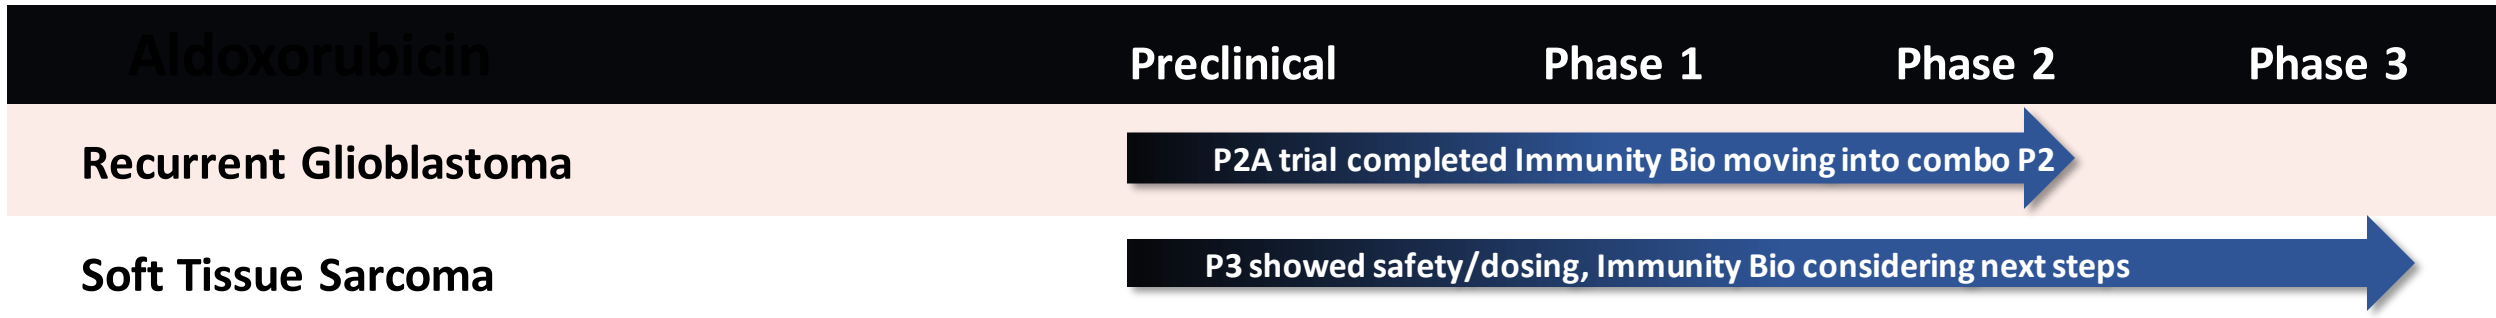 Aldoxorubicin Preclinical Phase 1 Phase 2 Phase 3
Recurrent Glioblastoma P2A trial completed Immunity Bio moving into combo P2
Soft Tissue Sarcoma P3 showed safety/dosing, Immunity Bio considering next steps